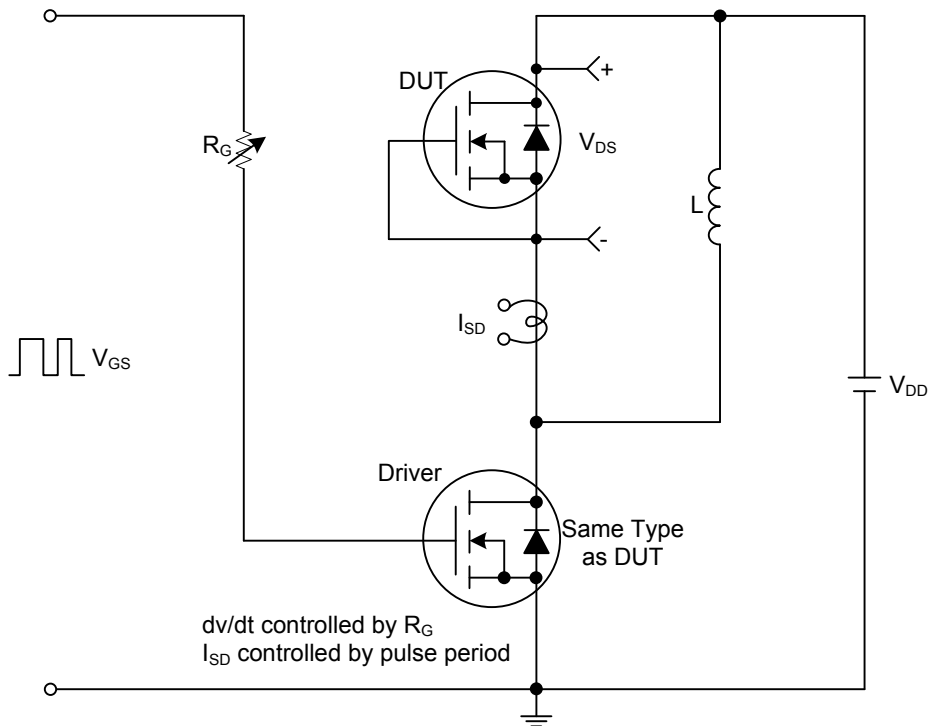 DUT
+
R_G
V_DS
L
-
I_SD
V_GS
V_DD
Driver
Same Type
as DUT
dv/dt controlled by R_G
I_SD controlled by pulse period